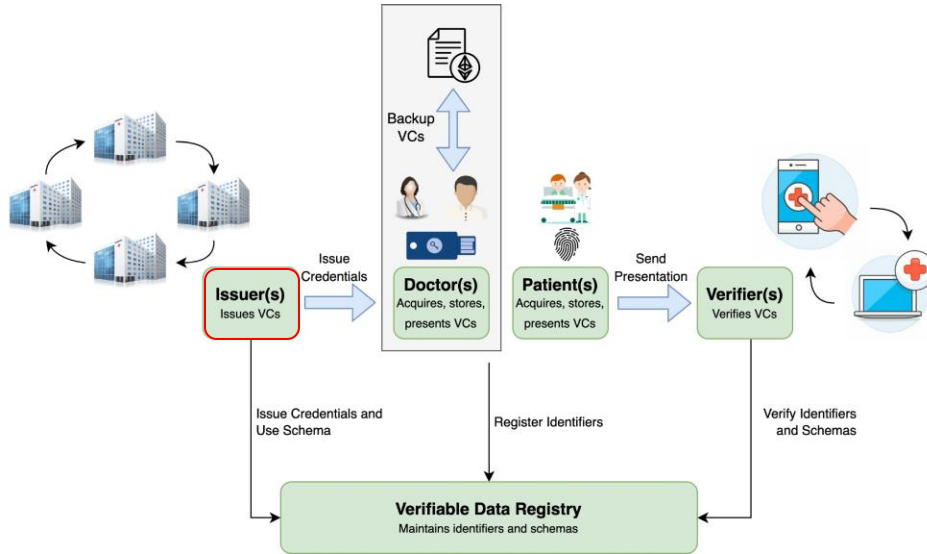 Backup
VCs
Issue
Credentials
Send
Presentation
Issuer(s)
Issues VCs
Doctor(s)
Acquires, stores,
presents VCs
Patient(s)
Acquires, stores,
presents VCs
Verifier(s)
Verifies VCs
Issue Credentials and
Use Schema
Register Identifiers
Verify Identifiers
and Schemas
Verifiable Data Registry
Maintains identifiers and schemas